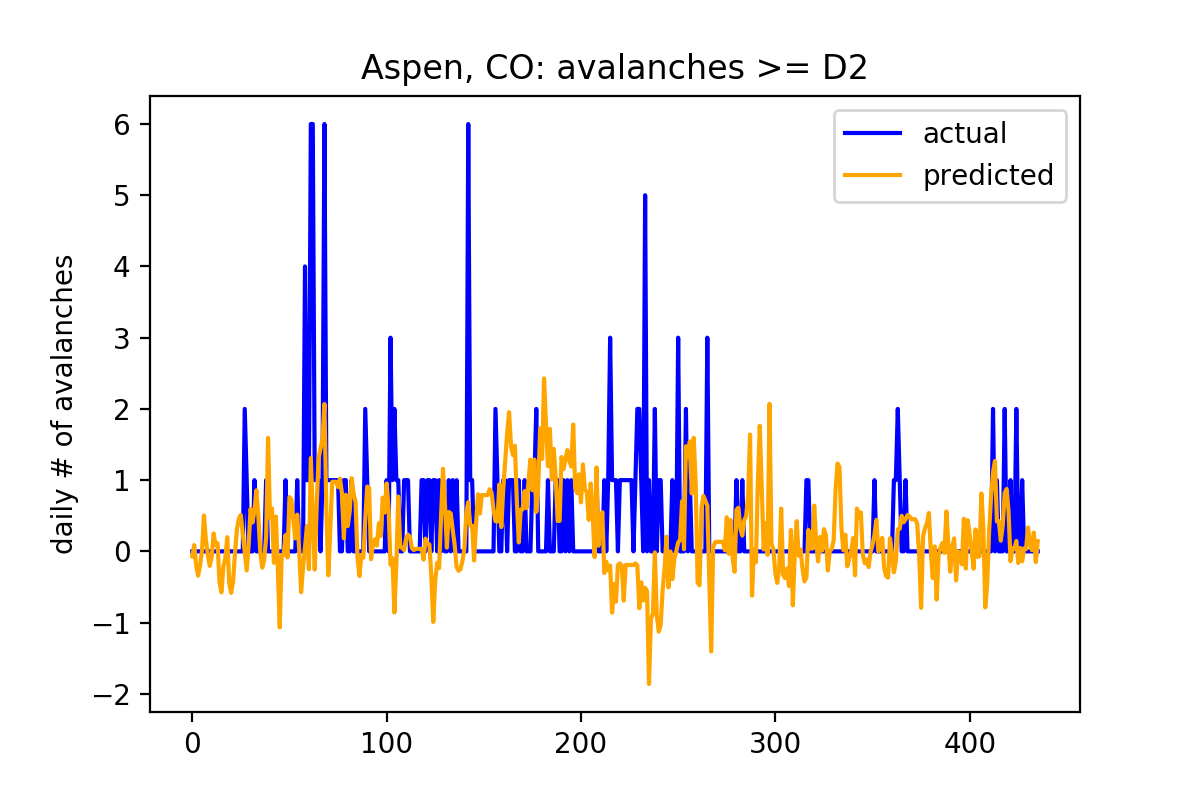 Aspen, CO: avalanches >= D2
actual
predicted
daily # of avalanches
6
5
4
3
2
1
0
−1
−2
0 100 200 300 400